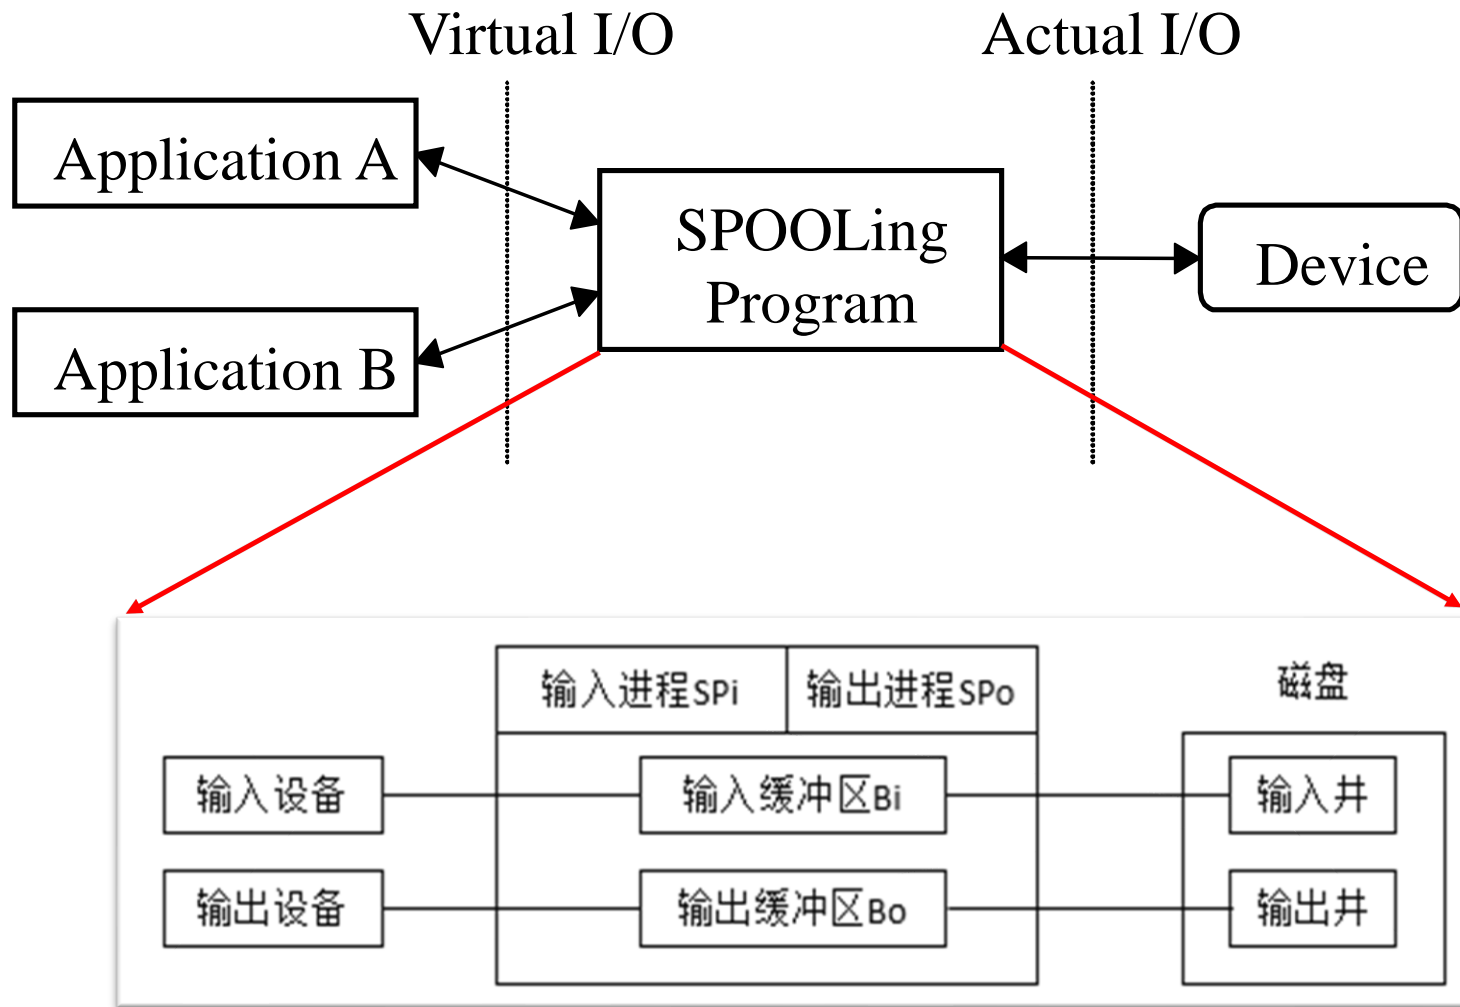 Virtual I/O
Actual I/O
Application A
SPOOLing
Program
Device
Application B
输入进程SPi
输出进程SPo
磁盘
输入设备
输入缓冲区Bi
输入井
输出设备
输出缓冲区Bo
输出井